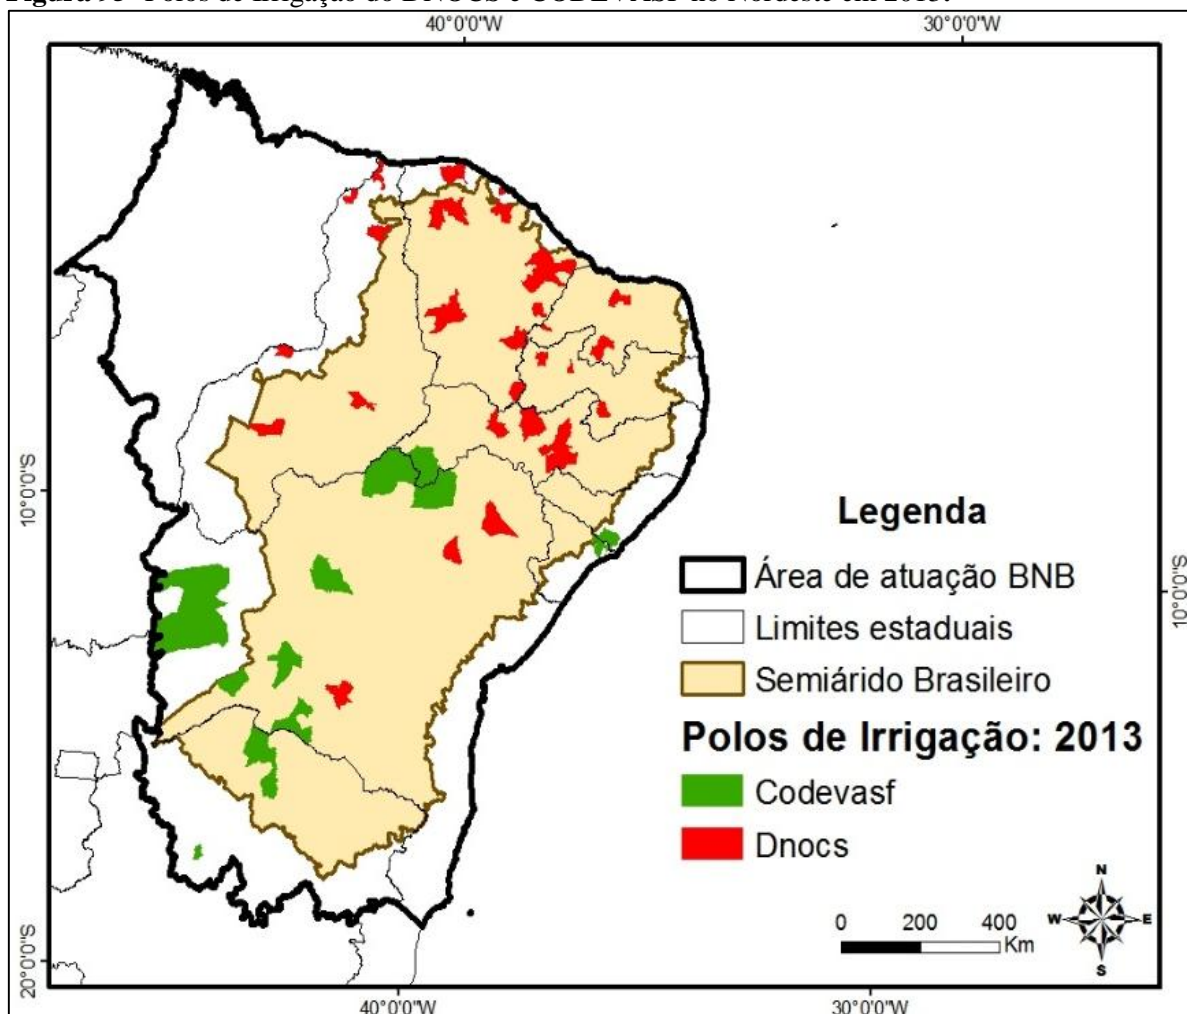 40°0'0"W 30°0'0"W
10°0'0"S
Legenda
Área de atuação BNB
Limites estaduais
Semiárido Brasileiro
10°0'0"S
Polos de Irrigação: 2013
Codevasf
Dnocs
N
W E
S
0 200 400
Km
20°0'0"S
40°0'0"W 30°0'0"W